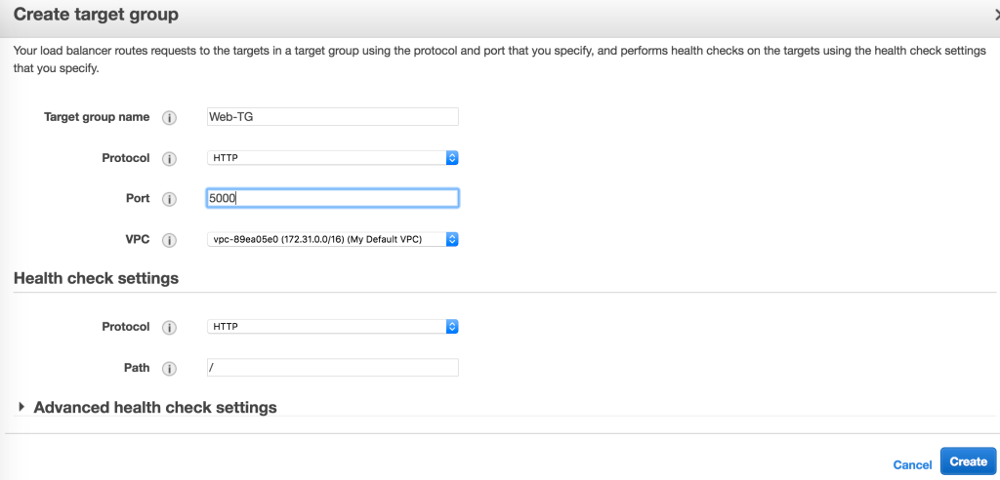 Create target group
Your load balancer routes requests to the targets in a target group using the protocol and port that you specify, and performs health checks on the targets using the health check settings
that you specify.
Target group name i Web-TG
Protocol i HTTP
Port i 5000
VPC i vpc-89ea05e0 (172.31.0.0/16) (My Default VPC)
Health check settings
Protocol i HTTP
Path i /
Advanced health check settings
Cancel Create